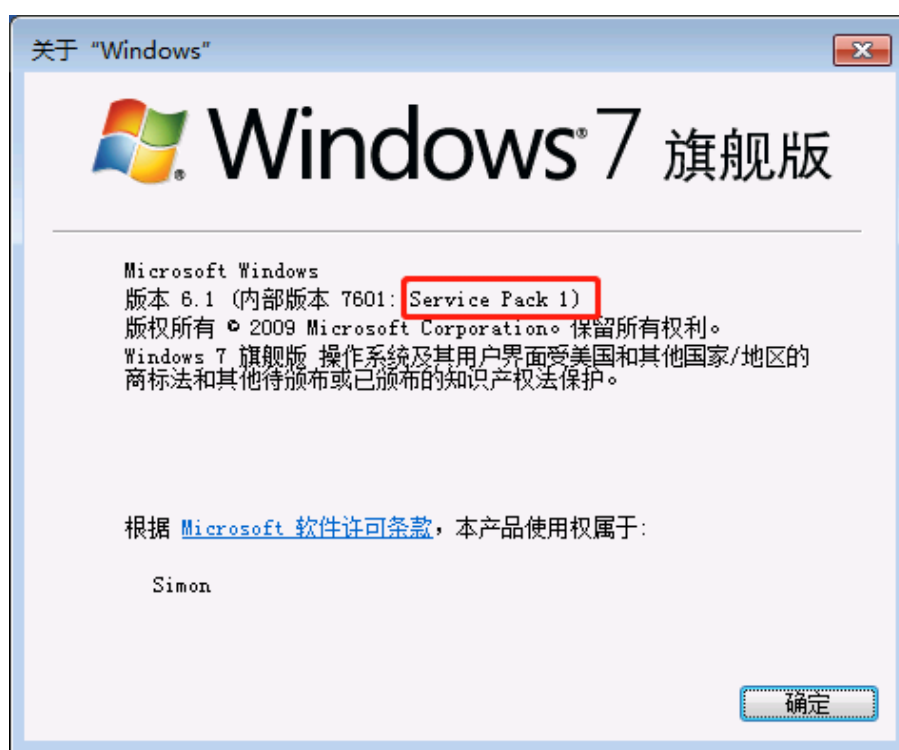 关于 “Windows”
Windows® 7 旗舰版
Microsoft Windows
版本 6.1 (内部版本 7601: Service Pack 1)
版权所有 © 2009 Microsoft Corporation。保留所有权利。
Windows 7 旗舰版 操作系统及其用户界面受美国和其他国家/地区的
商标法和其他待颁布或已颁布的知识产权法保护。
根据 Microsoft 软件许可条款，本产品使用权属于:
Simon
确定